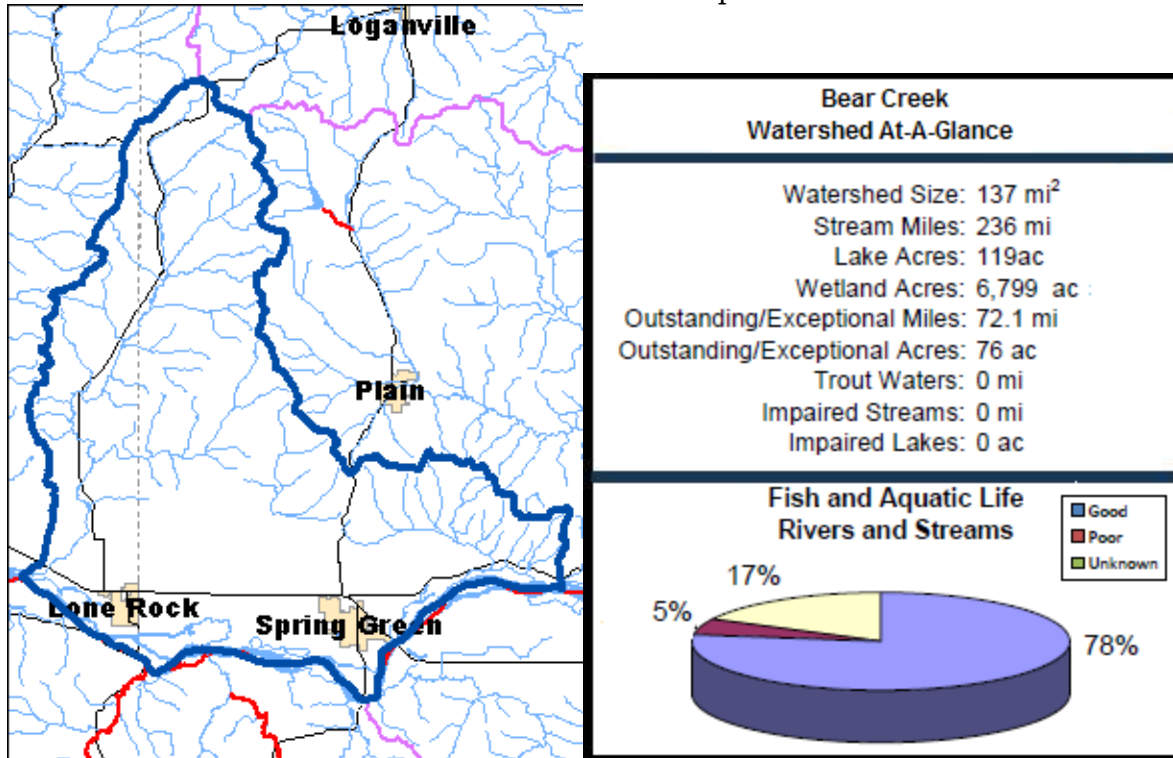 Loganville
Plain
Lone Rock
Spring Green
Bear Creek
Watershed At-A-Glance
Watershed Size: 137 mi²
Stream Miles: 236 mi
Lake Acres: 119ac
Wetland Acres: 6,799 ac
Outstanding/Exceptional Miles: 72.1 mi
Outstanding/Exceptional Acres: 76 ac
Trout Waters: 0 mi
Impaired Streams: 0 mi
Impaired Lakes: 0 ac
Fish and Aquatic Life
Rivers and Streams
Good
Poor
Unknown
17%
5%
78%